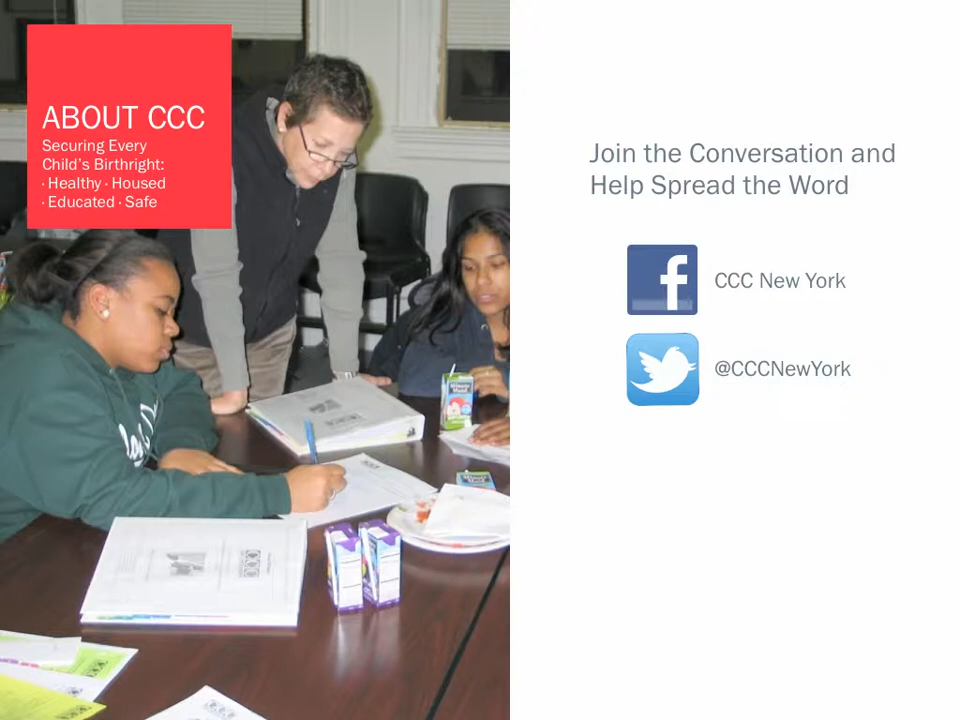 ABOUT CCC
Securing Every
Child's Birthright:
· Healthy · Housed
· Educated · Safe
Join the Conversation and
Help Spread the Word
f
CCC New York
@CCCNewYork